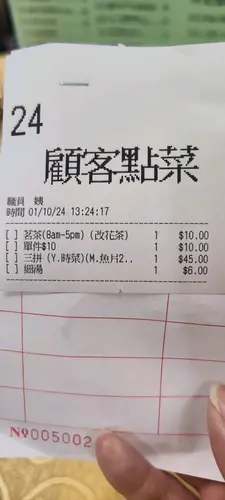 24
顧客點菜
職員 姨
時間 01/10/24 13:24:17
[ ] 茗茶(8am-5pm) (改花茶) 1 $10.00
[ ] 單件$10 1 $10.00
[ ] 三拼 (Y.時菜)(M.魚片2.. 1 $45.00
[ ] 細湯 1 $6.00
№005002